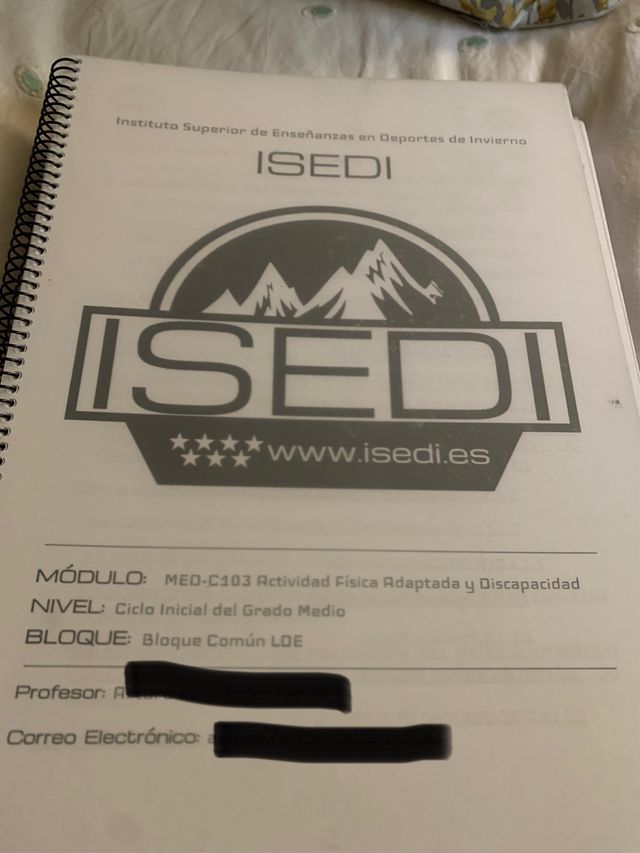 Instituto Superior de Enseñanzas en Deportes de Invierno
ISEDI
ISEDI
www.isedi.es
MÓDULO: MED-C103 Actividad Física Adaptada y Discapacidad
NIVEL: Ciclo Inicial del Grado Medio
BLOQUE: Bloque Común LOE
Profesor:
Correo Electrónico: